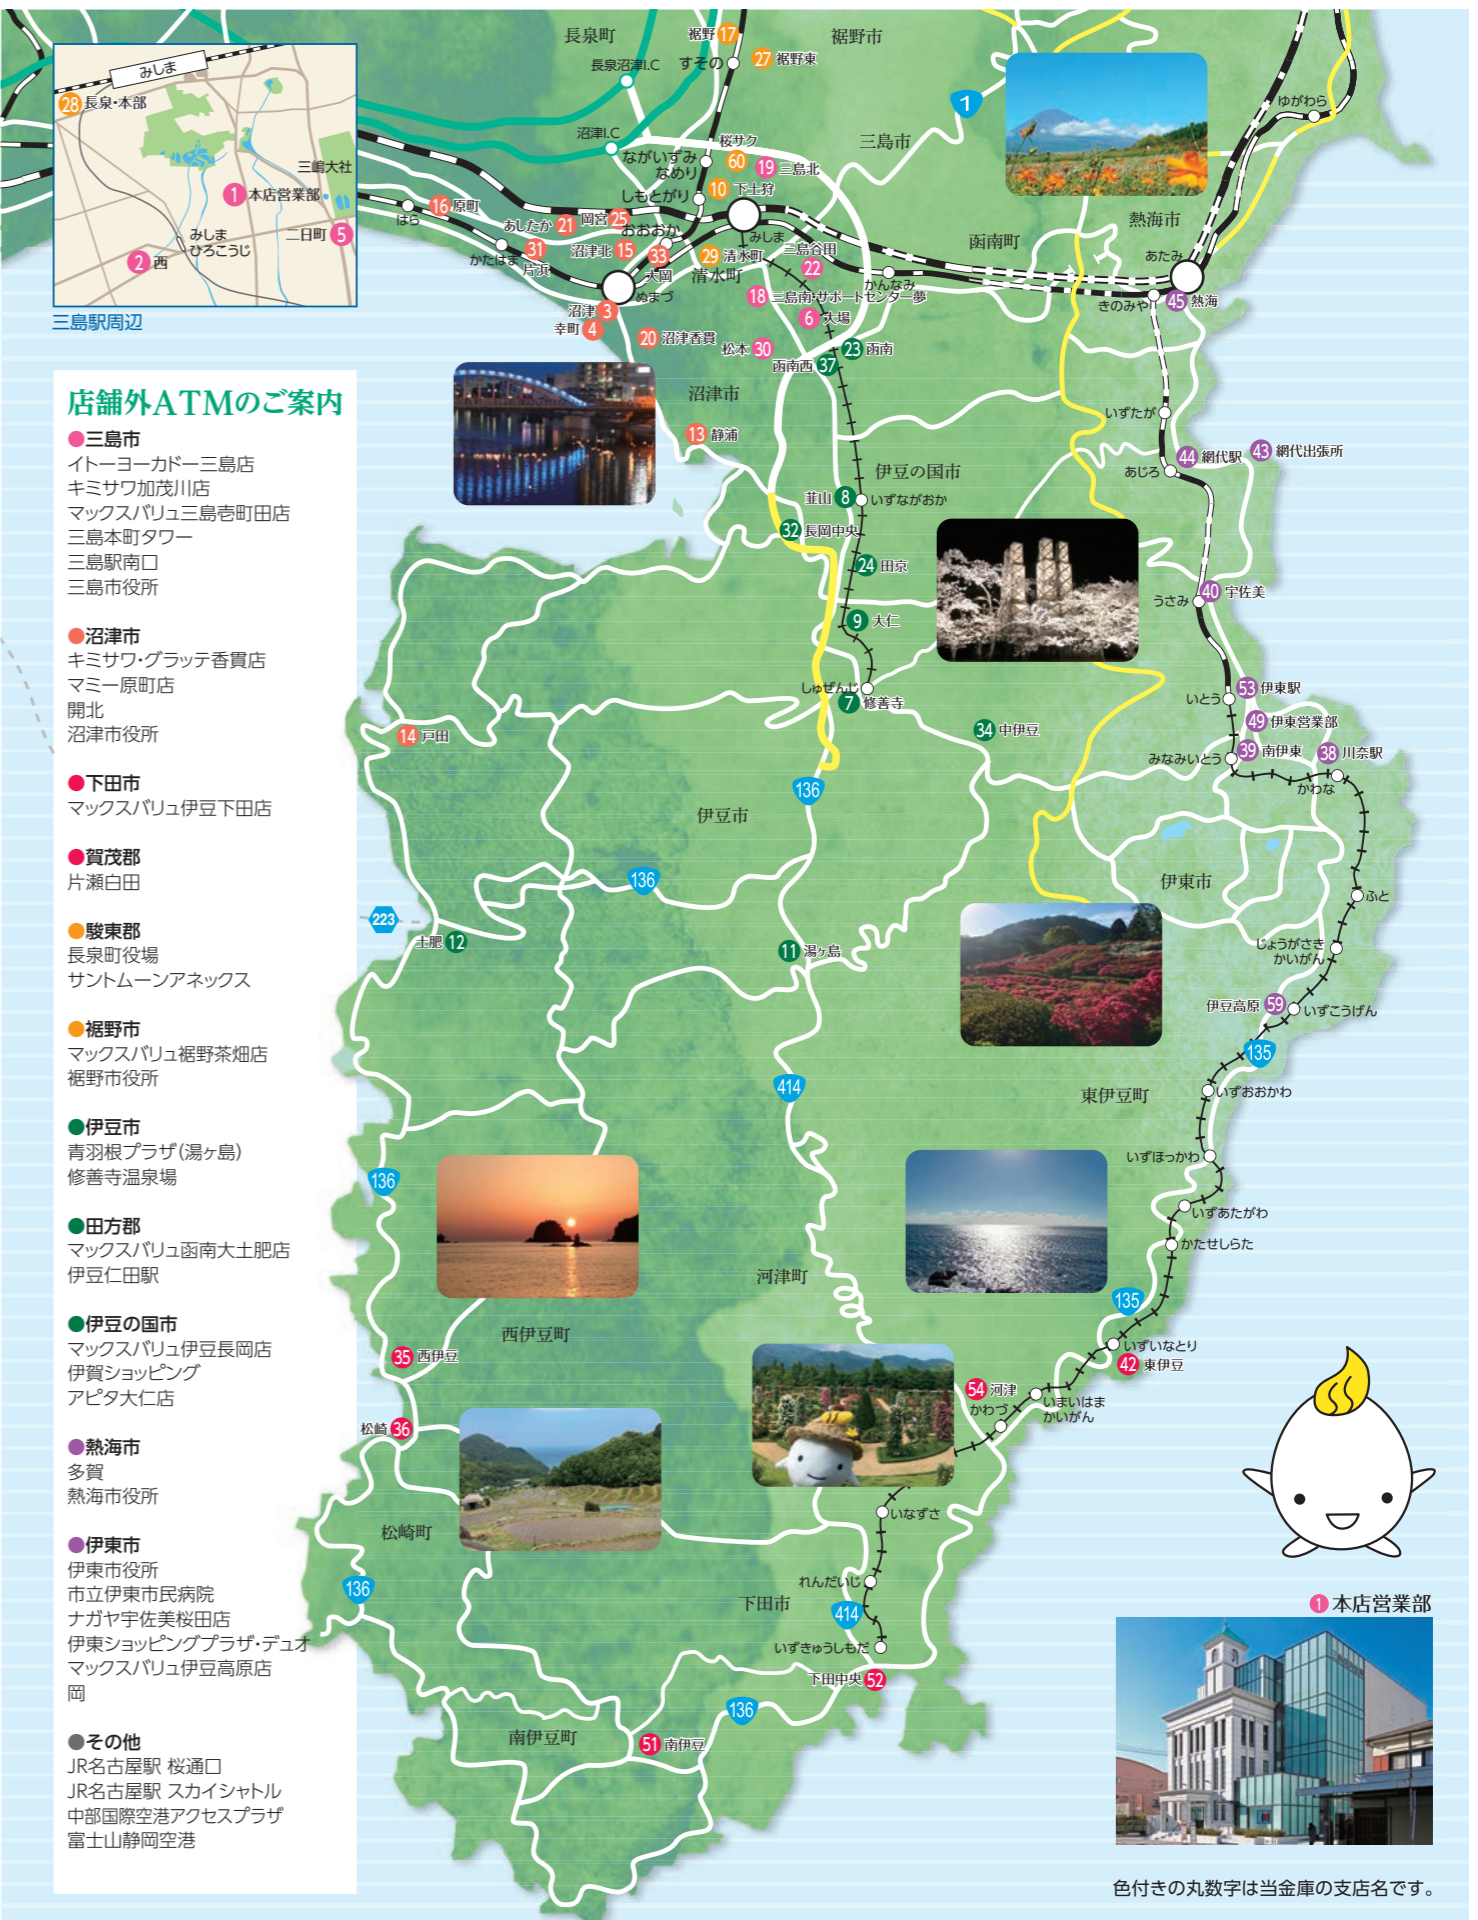 みしま
28 長泉・本部
三嶋大社
1 本店営業部
みしま
ひろこうじ
二日町 5
2 西
三島駅周辺
店舗外ATMのご案内
●三島市
イトーヨーカドー三島店
キミサワ加茂川店
マックスバリュ三島壱町田店
三島本町タワー
三島駅南口
三島市役所
●沼津市
キミサワ・グラッテ香貫店
マミー原町店
開北
沼津市役所
●下田市
マックスバリュ伊豆下田店
●賀茂郡
片瀬白田
●駿東郡
長泉町役場
サントムーンアネックス
●裾野市
マックスバリュ裾野茶畑店
裾野市役所
●伊豆市
青羽根プラザ(湯ヶ島)
修善寺温泉場
●田方郡
マックスバリュ函南大土肥店
伊豆仁田駅
●伊豆の国市
マックスバリュ伊豆長岡店
伊賀ショッピング
アピタ大仁店
●熱海市
多賀
熱海市役所
●伊東市
伊東市役所
市立伊東市民病院
ナガヤ宇佐美桜田店
伊東ショッピングプラザ・デュオ
マックスバリュ伊豆高原店
岡
●その他
JR名古屋駅 桜通口
JR名古屋駅 スカイシャトル
中部国際空港アクセスプラザ
富士山静岡空港
長泉町
裾野 17
裾野市
長泉沼津I.C
すその
27 裾野東
1
ゆがわら
沼津I.C
桜サク
60
三島市
ながいずみ
なめり
19 三島北
しもとがり
10 下土狩
はら
16 原町
あしたか 21
岡宮 25
おおおか
みしま
熱海市
函南町
あたみ
かたはま
31
片浜
沼津北 15
33
大岡
29 清水町
清水町
三島谷田
22
かんなみ
ぬまづ
18 三島南・サポートセンター夢
きのみや
45 熱海
沼津 3
幸町 4
6 大場
20 沼津香貫
松本 30
23 函南
函南西 37
沼津市
いずたが
13 静浦
44 網代駅
43 網代出張所
あじろ
伊豆の国市
韮山 8
いずながおか
32 長岡中央
24 田京
うさみ
40 宇佐美
9 大仁
しゅぜんじ
7 修善寺
いとう
53 伊東駅
49 伊東営業部
14 戸田
34 中伊豆
みなみいとう
39 南伊東
38 川奈駅
かわな
136
伊豆市
136
伊東市
ふと
223
土肥 12
11 湯ヶ島
じょうがさき
かいがん
伊豆高原 59
いずこうげん
135
414
東伊豆町
いずおおかわ
いずほっかわ
136
いずあたがわ
かたせしらた
河津町
135
西伊豆町
35 西伊豆
いずいなとり
42 東伊豆
54 河津
かわづ
いまいはま
かいがん
松崎 36
松崎町
いなずさ
136
れんだいじ
下田市
414
いずきゅうしもだ
下田中央 52
136
南伊豆町
51 南伊豆
1 本店営業部
色付きの丸数字は当金庫の支店名です。